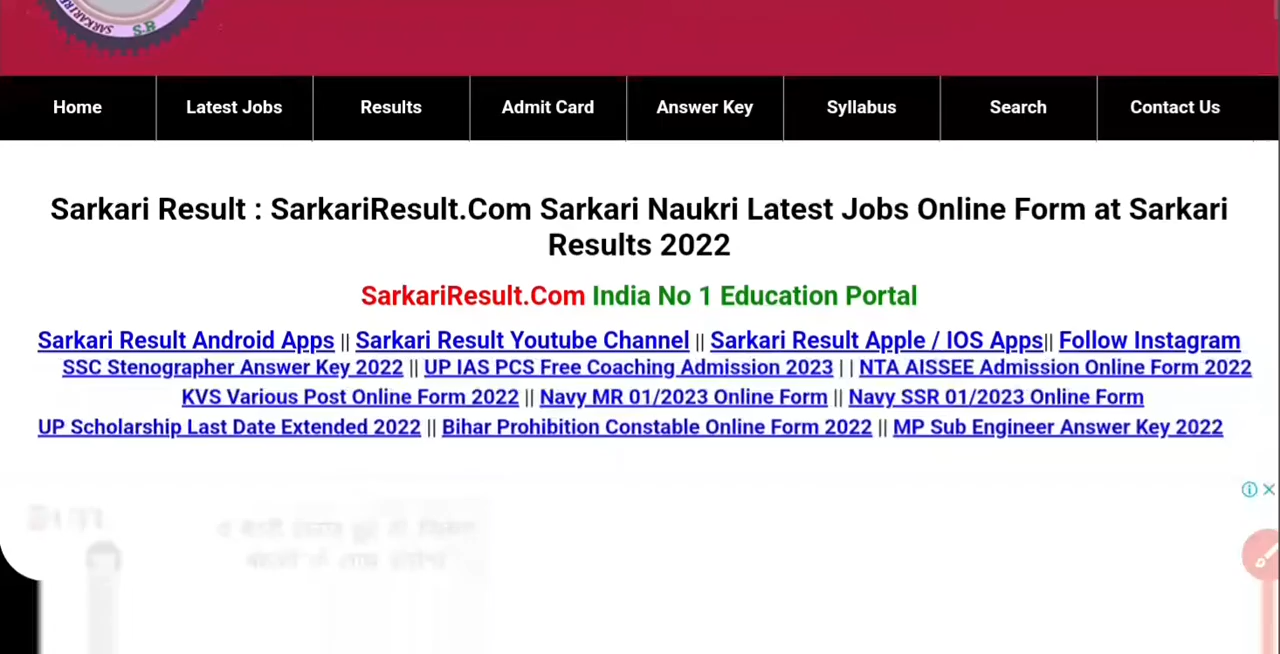 SARKARIRE
S.R
Home Latest Jobs Results Admit Card Answer Key Syllabus Search Contact Us
Sarkari Result : SarkariResult.Com Sarkari Naukri Latest Jobs Online Form at Sarkari
Results 2022
SarkariResult.Com India No 1 Education Portal
Sarkari Result Android Apps || Sarkari Result Youtube Channel || Sarkari Result Apple / IOS Apps|| Follow Instagram
SSC Stenographer Answer Key 2022 || UP IAS PCS Free Coaching Admission 2023 | | NTA AISSEE Admission Online Form 2022
KVS Various Post Online Form 2022 || Navy MR 01/2023 Online Form || Navy SSR 01/2023 Online Form
UP Scholarship Last Date Extended 2022 || Bihar Prohibition Constable Online Form 2022 || MP Sub Engineer Answer Key 2022